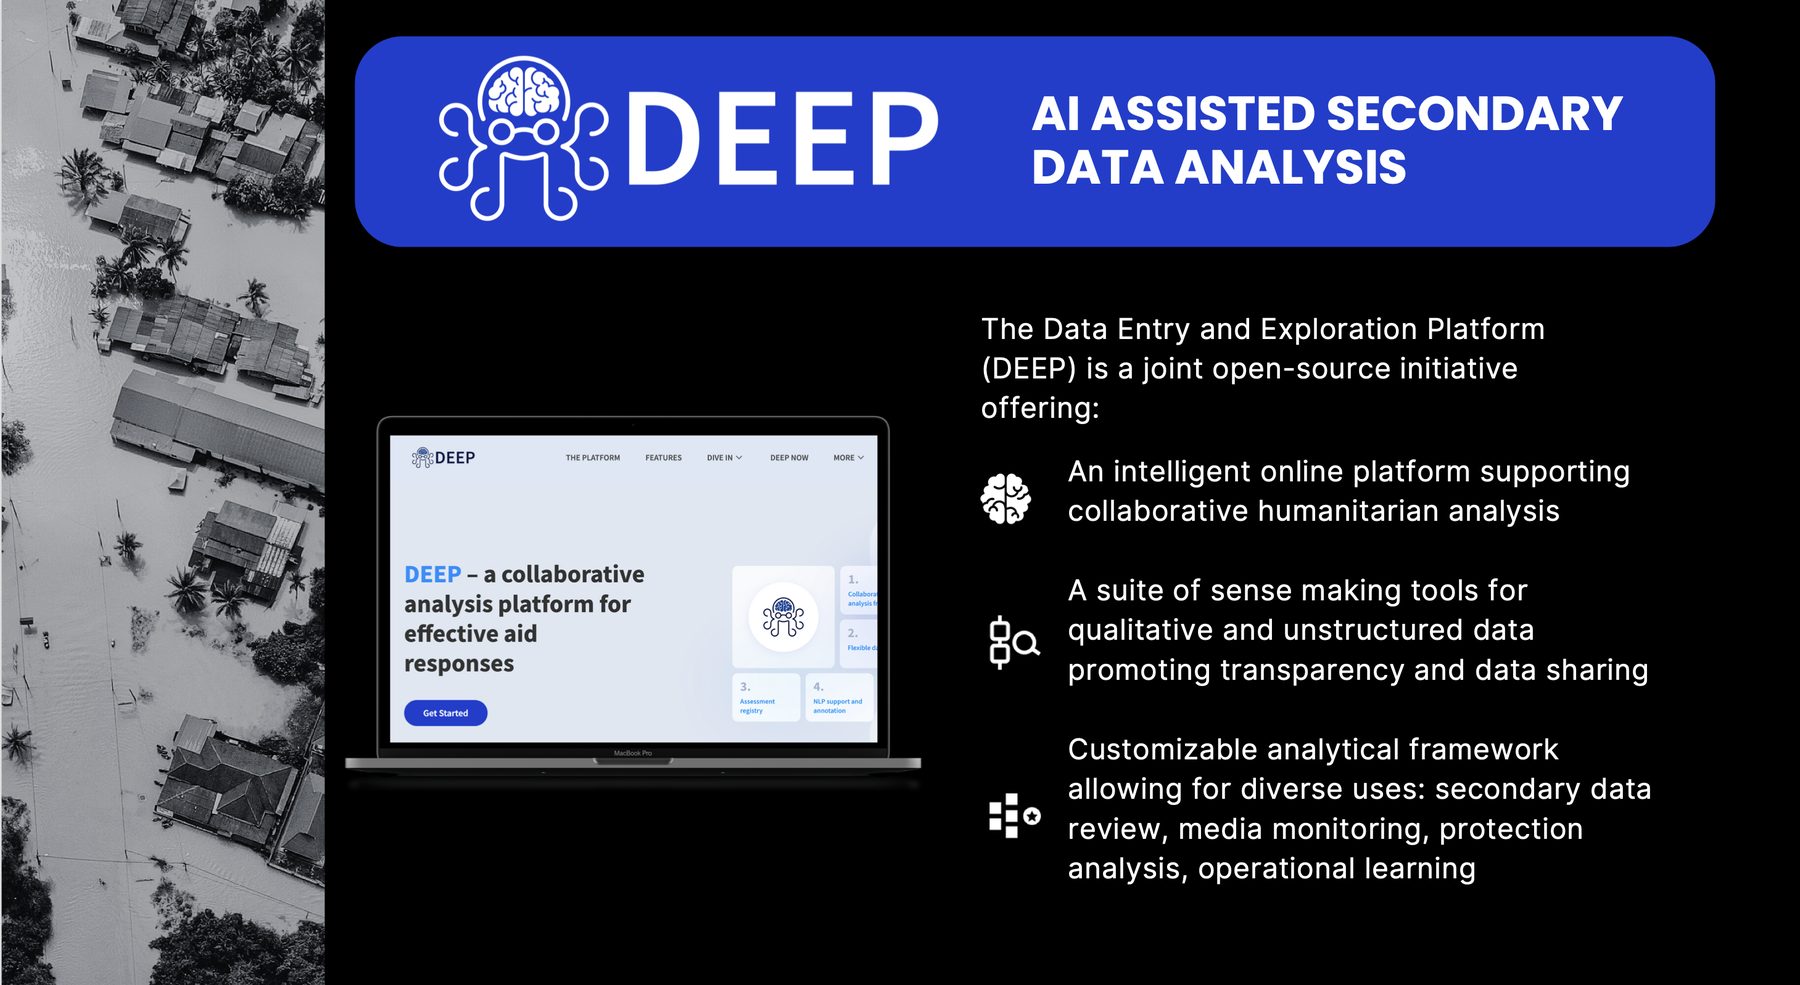 DEEP
AI ASSISTED SECONDARY
DATA ANALYSIS
The Data Entry and Exploration Platform
(DEEP) is a joint open-source initiative
offering:
An intelligent online platform supporting
collaborative humanitarian analysis
A suite of sense making tools for
qualitative and unstructured data
promoting transparency and data sharing
Customizable analytical framework
allowing for diverse uses: secondary data
review, media monitoring, protection
analysis, operational learning
DEEP THE PLATFORM FEATURES DIVE IN DEEP NOW MORE
DEEP – a collaborative
analysis platform for
effective aid
responses
Get Started
1.
analysis
2.
Flexible
3.
Assessment
registry
4.
NLP support and
annotation
MacBook Pro